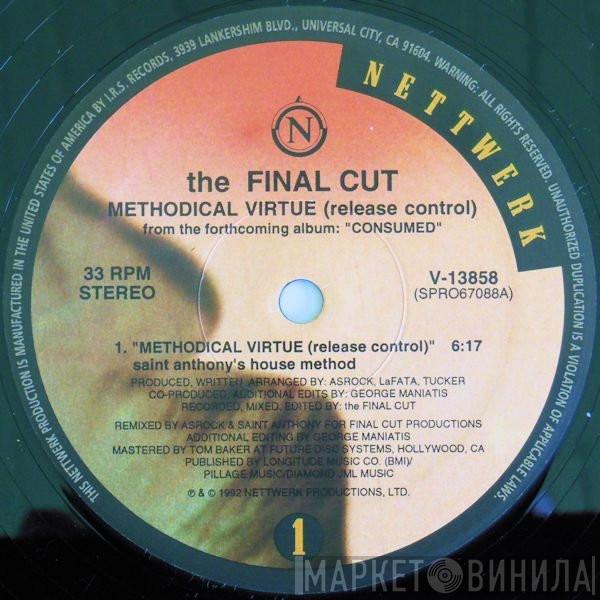 THIS NETTWERK PRODUCTION IS MANUFACTURED IN THE UNITED STATES OF AMERICA BY I.R.S. RECORDS, 3939 LANKERSHIM BLVD., UNIVERSAL CITY, CA 91604. WARNING: ALL RIGHTS RESERVED. UNAUTHORIZED DUPLICATION IS A VIOLATION OF APPLICABLE LAWS.
NETTWERK
N
the FINAL CUT
METHODICAL VIRTUE (release control)
from the forthcoming album: "CONSUMED"
33 RPM
STEREO
V-13858
(SPRO67088A)
1. "METHODICAL VIRTUE (release control)" 6:17
saint anthony's house method
PRODUCED, WRITTEN, ARRANGED BY: ASROCK, LaFATA, TUCKER
CO-PRODUCED, ADDITIONAL EDITS BY: GEORGE MANIATIS
RECORDED, MIXED, EDITED BY: the FINAL CUT
REMIXED BY ASROCK & SAINT ANTHONY FOR FINAL CUT PRODUCTIONS
ADDITIONAL EDITING BY GEORGE MANIATIS
MASTERED BY TOM BAKER AT FUTURE DISC SYSTEMS, HOLLYWOOD, CA
PUBLISHED BY LONGITUDE MUSIC CO. (BMI)/
PILLAGE MUSIC/DIAMOND JML MUSIC
℗ & © 1992 NETTWERK PRODUCTIONS, LTD.
1
МАРКЕТ ВИНИЛА